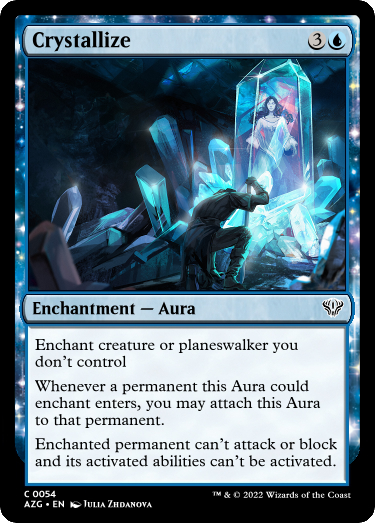 Crystallize 3
Enchantment — Aura
Enchant creature or planeswalker you
don't control
Whenever a permanent this Aura could
enchant enters, you may attach this Aura
to that permanent.
Enchanted permanent can't attack or block
and its activated abilities can't be activated.
C 0054
AZG • EN Julia Zhdanova
™ & © 2022 Wizards of the Coast